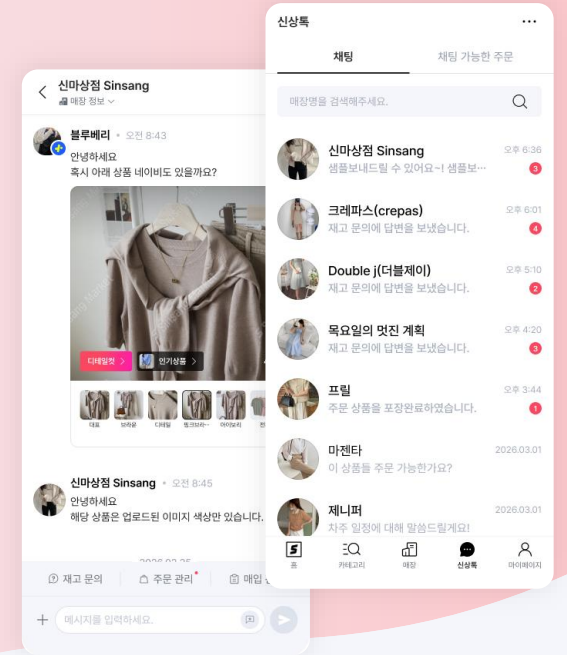 신마상점 Sinsang
매장 정보
블루베리 • 오전 8:43
안녕하세요
혹시 아래 상품 네이비도 있을까요?
디테일컷 >
인기상품 >
대표
브라운
디테일
핑크브라…
아이보리
신마상점 Sinsang • 오전 8:45
안녕하세요
해당 상품은 업로드된 이미지 색상만 있습니다.
재고 문의
주문 관리
매입
메시지를 입력하세요.
신상톡
채팅
채팅 가능한 주문
매장명을 검색해주세요.
신마상점 Sinsang 오후 6:36
샘플보내드릴 수 있어요~! 샘플보… 3
크레파스(crepas) 오후 6:01
재고 문의에 답변을 보냈습니다. 4
Double j(더블제이) 오후 5:10
재고 문의에 답변을 보냈습니다. 2
목요일의 멋진 계획 오후 4:20
재고 문의에 답변을 보냈습니다. 3
프릴 오후 3:44
주문 상품을 포장완료하였습니다. 1
마젠타 2026.03.01
이 상품들 주문 가능한가요?
제니퍼 2026.03.01
차주 일정에 대해 말씀드릴게요!
홈
카테고리
매장
신상톡
마이페이지